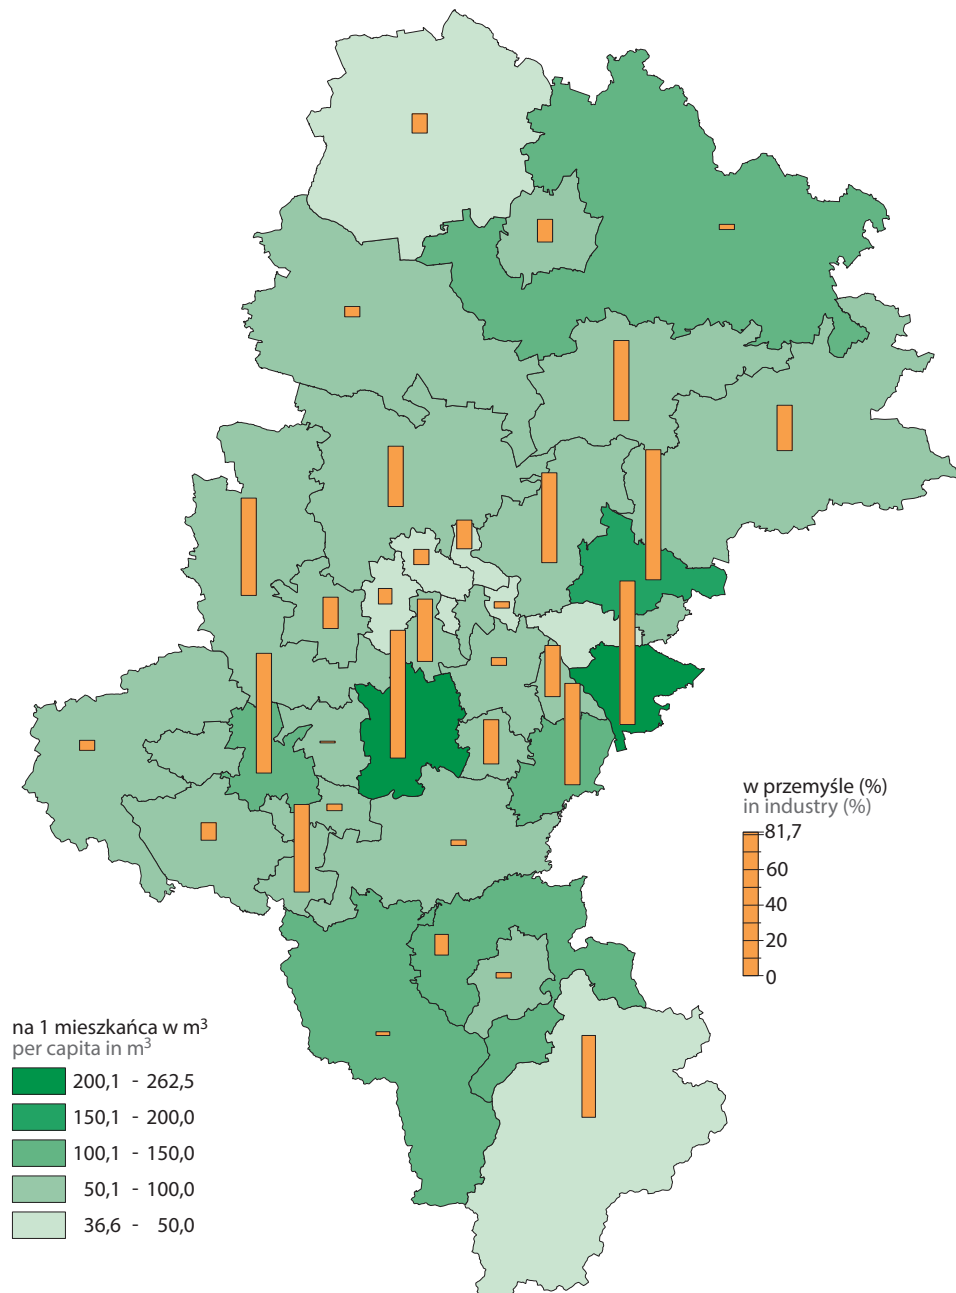 w przemyśle (%)
in industry (%)
81,7
60
40
20
0
na 1 mieszkańca w m³
per capita in m³
200,1 - 262,5
150,1 - 200,0
100,1 - 150,0
50,1 - 100,0
36,6 - 50,0